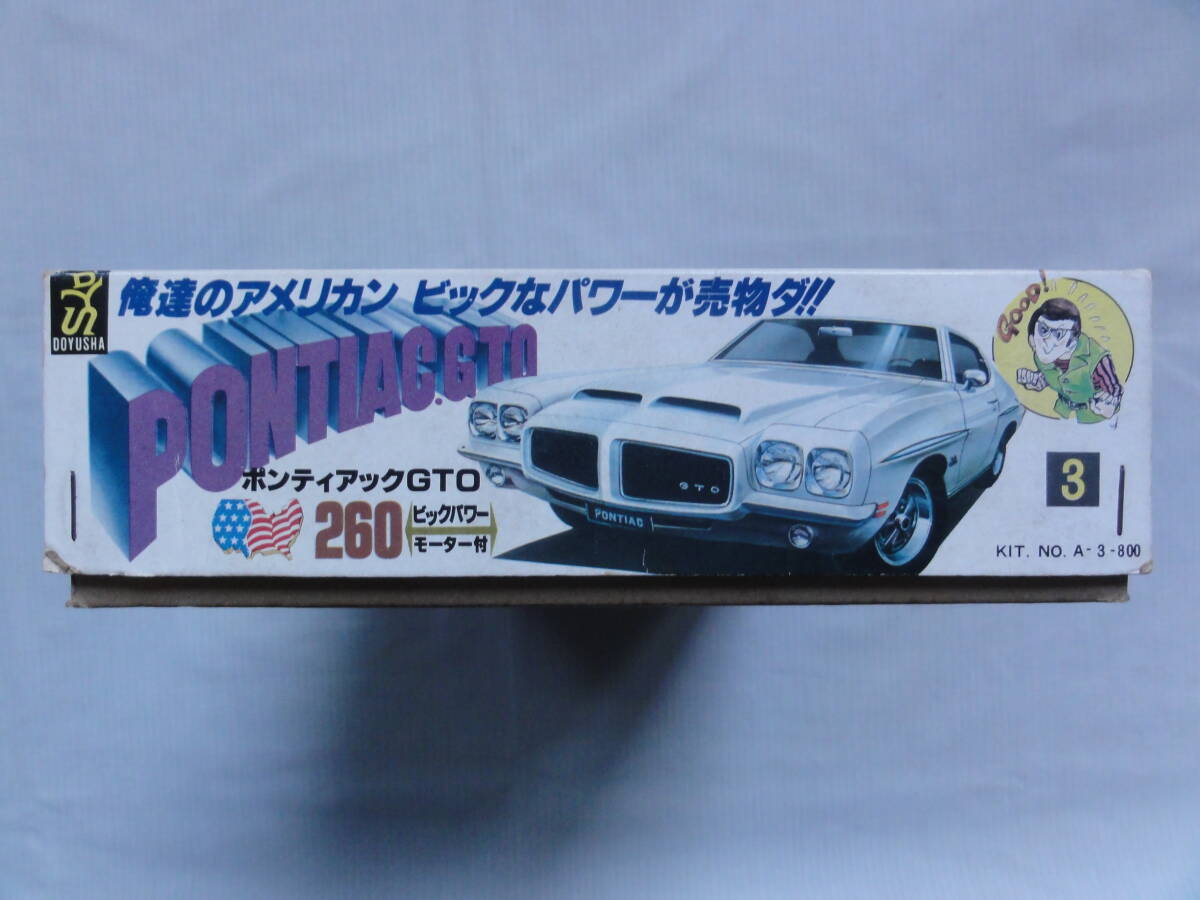 DOYUSHA
俺達のアメリカン ビックなパワーが売物ダ!!
PONTIAC.GTO
ポンティアックGTO
260
ビックパワー
モーター付
GTO
PONTIAC
GOOD!
3
KIT. NO. A-3-800